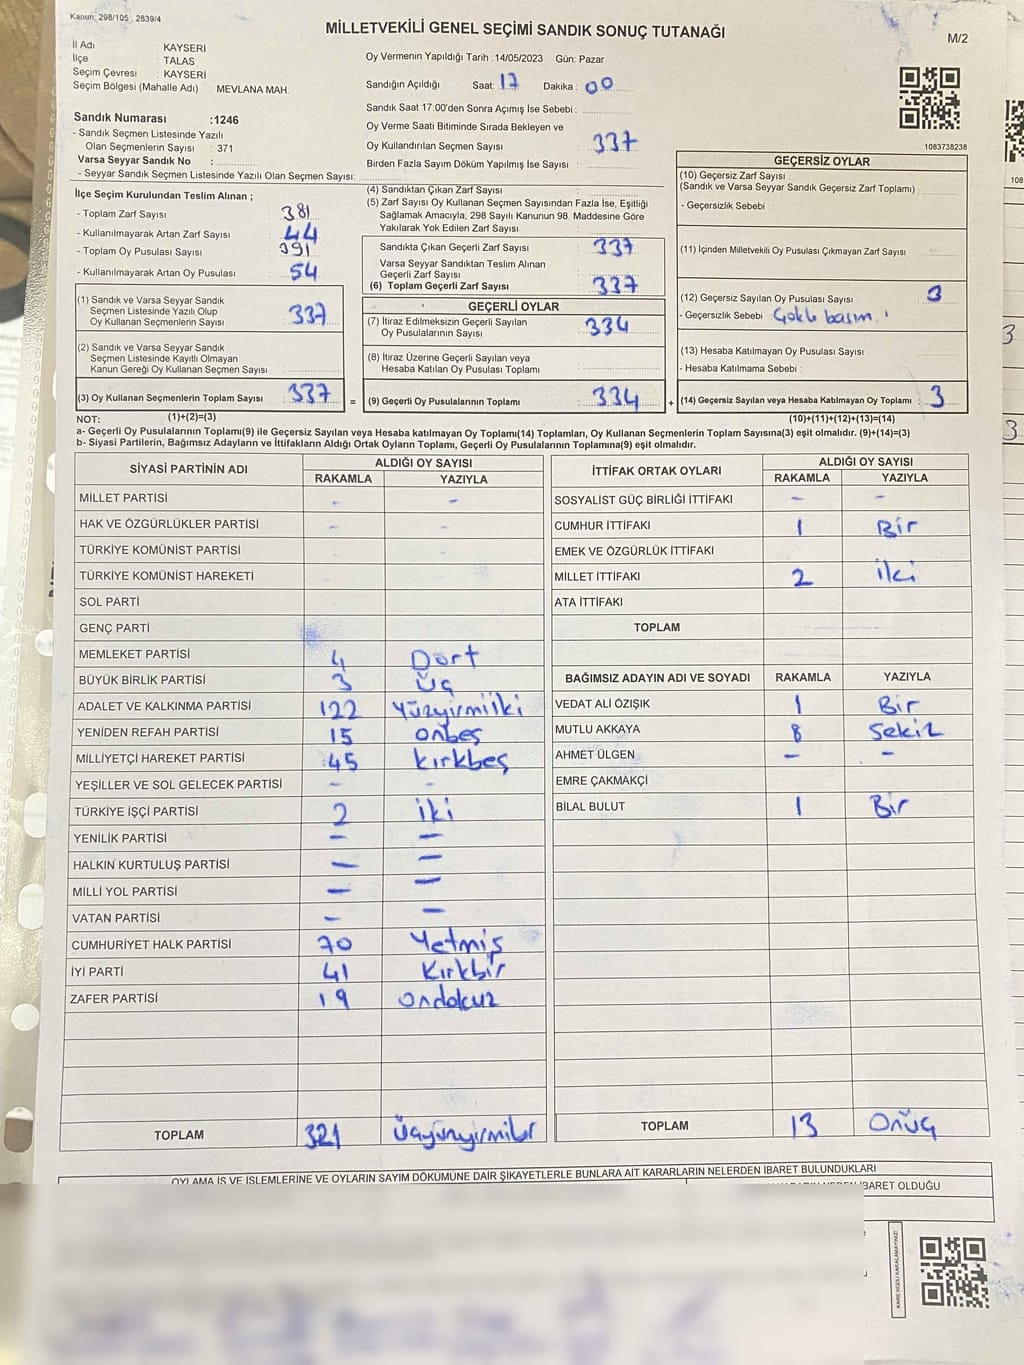 Kanun: 298/105 2839/4
MİLLETVEKİLİ GENEL SEÇİMİ SANDIK SONUÇ TUTANAĞI
M/2
İl Adı : KAYSERİ
İlçe : TALAS
Seçim Çevresi : KAYSERİ
Seçim Bölgesi (Mahalle Adı) : MEVLANA MAH.
Sandık Numarası :1246
- Sandık Seçmen Listesinde Yazılı
Olan Seçmenlerin Sayısı : 371
Varsa Seyyar Sandık No :
- Seyyar Sandık Seçmen Listesinde Yazılı Olan Seçmen Sayısı:
Oy Vermenin Yapıldığı Tarih :14/05/2023 Gün: Pazar
Sandığın Açıldığı Saat: 17 Dakika : 00
Sandık Saat 17:00'den Sonra Açımış İse Sebebi :
Oy Verme Saati Bitiminde Sırada Bekleyen ve
Oy Kullandırılan Seçmen Sayısı : 337
Birden Fazla Sayım Döküm Yapılmış İse Sayısı :
1083738238
İlçe Seçim Kurulundan Teslim Alınan ;
- Toplam Zarf Sayısı : 381
- Kullanılmayarak Artan Zarf Sayısı : 44
- Toplam Oy Pusulası Sayısı : 391
- Kullanılmayarak Artan Oy Pusulası : 54
(1) Sandık ve Varsa Seyyar Sandık
Seçmen Listesinde Yazılı Olup
Oy Kullanan Seçmenlerin Sayısı : 337
(2) Sandık ve Varsa Seyyar Sandık
Seçmen Listesinde Kayıtlı Olmayan
Kanun Gereği Oy Kullanan Seçmen Sayısı :
(3) Oy Kullanan Seçmenlerin Toplam Sayısı : 337
(1)+(2)=(3)
(4) Sandıktan Çıkan Zarf Sayısı :
(5) Zarf Sayısı Oy Kullanan Seçmen Sayısından Fazla İse, Eşitliği
Sağlamak Amacıyla, 298 Sayılı Kanunun 98. Maddesine Göre
Yakılarak Yok Edilen Zarf Sayısı :
Sandıkta Çıkan Geçerli Zarf Sayısı : 337
Varsa Seyyar Sandıktan Teslim Alınan
Geçerli Zarf Sayısı :
(6) Toplam Geçerli Zarf Sayısı : 337
GEÇERLİ OYLAR
(7) İtiraz Edilmeksizin Geçerli Sayılan
Oy Pusulalarının Sayısı : 334
(8) İtiraz Üzerine Geçerli Sayılan veya
Hesaba Katılan Oy Pusulası Toplamı :
= (9) Geçerli Oy Pusulalarının Toplamı : 334 +
GEÇERSİZ OYLAR
(10) Geçersiz Zarf Sayısı
(Sandık ve Varsa Seyyar Sandık Geçersiz Zarf Toplamı) :
- Geçersizlik Sebebi :
(11) İçinden Milletvekili Oy Pusulası Çıkmayan Zarf Sayısı :
(12) Geçersiz Sayılan Oy Pusulası Sayısı : 3
- Geçersizlik Sebebi : Çoklu basım
(13) Hesaba Katılmayan Oy Pusulası Sayısı :
- Hesaba Katılmama Sebebi :
(14) Geçersiz Sayılan veya Hesaba Katılmayan Oy Toplamı : 3
(10)+(11)+(12)+(13)=(14)
NOT:
a- Geçerli Oy Pusulalarının Toplamı(9) ile Geçersiz Sayılan veya Hesaba katılmayan Oy Toplamı(14) Toplamları, Oy Kullanan Seçmenlerin Toplam Sayısına(3) eşit olmalıdır. (9)+(14)=(3)
b- Siyasi Partilerin, Bağımsız Adayların ve İttifakların Aldığı Ortak Oyların Toplamı, Geçerli Oy Pusulalarının Toplamına(9) eşit olmalıdır.
SİYASİ PARTİNİN ADI ALDIĞI OY SAYISI
RAKAMLA YAZIYLA
MİLLET PARTİSİ - -
HAK VE ÖZGÜRLÜKLER PARTİSİ - -
TÜRKİYE KOMÜNİST PARTİSİ
TÜRKİYE KOMÜNİST HAREKETİ
SOL PARTİ
GENÇ PARTİ
MEMLEKET PARTİSİ 4 Dört
BÜYÜK BİRLİK PARTİSİ 3 Üç
ADALET VE KALKINMA PARTİSİ 122 Yüzyirmiiki
YENİDEN REFAH PARTİSİ 15 onbeş
MİLLİYETÇİ HAREKET PARTİSİ 45 kırkbeş
YEŞİLLER VE SOL GELECEK PARTİSİ - -
TÜRKİYE İŞÇİ PARTİSİ 2 iki
YENİLİK PARTİSİ - -
HALKIN KURTULUŞ PARTİSİ - -
MİLLİ YOL PARTİSİ - -
VATAN PARTİSİ - -
CUMHURİYET HALK PARTİSİ 70 Yetmiş
İYİ PARTİ 41 Kırkbir
ZAFER PARTİSİ 19 ondokuz
TOPLAM 321 Üçyüzyirmibir
İTTİFAK ORTAK OYLARI ALDIĞI OY SAYISI
RAKAMLA YAZIYLA
SOSYALİST GÜÇ BİRLİĞİ İTTİFAKI - -
CUMHUR İTTİFAKI 1 Bir
EMEK VE ÖZGÜRLÜK İTTİFAKI
MİLLET İTTİFAKI 2 iki
ATA İTTİFAKI
TOPLAM
BAĞIMSIZ ADAYIN ADI VE SOYADI RAKAMLA YAZIYLA
VEDAT ALİ ÖZIŞIK 1 Bir
MUTLU AKKAYA 8 Sekiz
AHMET ÜLGEN - -
EMRE ÇAKMAKÇİ
BİLAL BULUT 1 Bir
TOPLAM 13 Onüç
OYLAMA İŞ VE İŞLEMLERİNE VE OYLARIN SAYIM DÖKÜMÜNE DAİR ŞİKAYETLERLE BUNLARA AİT KARARLARIN NELERDEN İBARET BULUNDUKLARI
İBARET OLDUĞU
KARE KODU KARALAMAYINIZ!
108
3
3